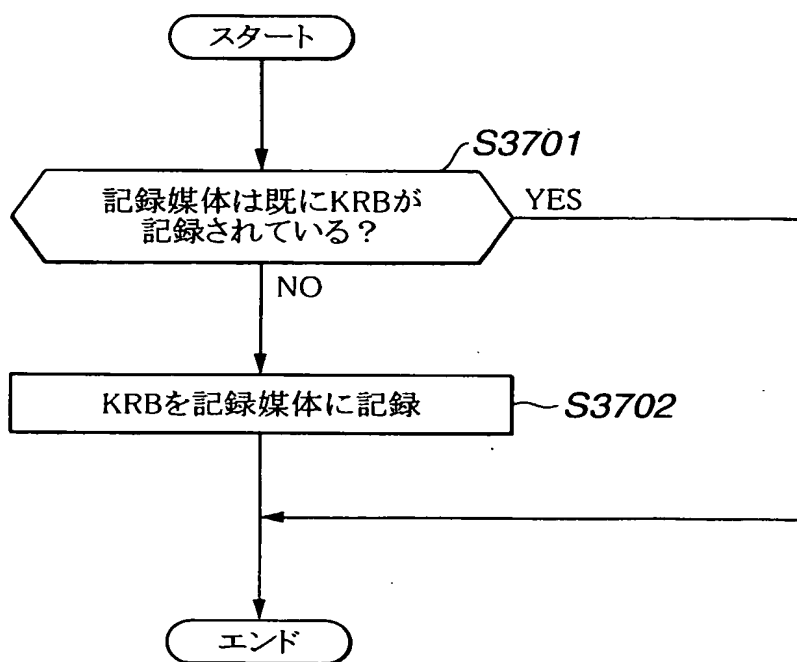 スタート
S3701
記録媒体は既にKRBが
記録されている？
YES
NO
KRBを記録媒体に記録
S3702
エンド